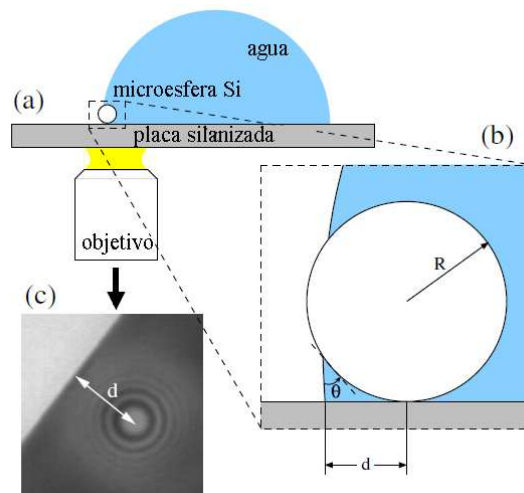 agua
(a)
microesfera Si
placa silanizada
(b)
objetivo
(c)
d
R
θ
d